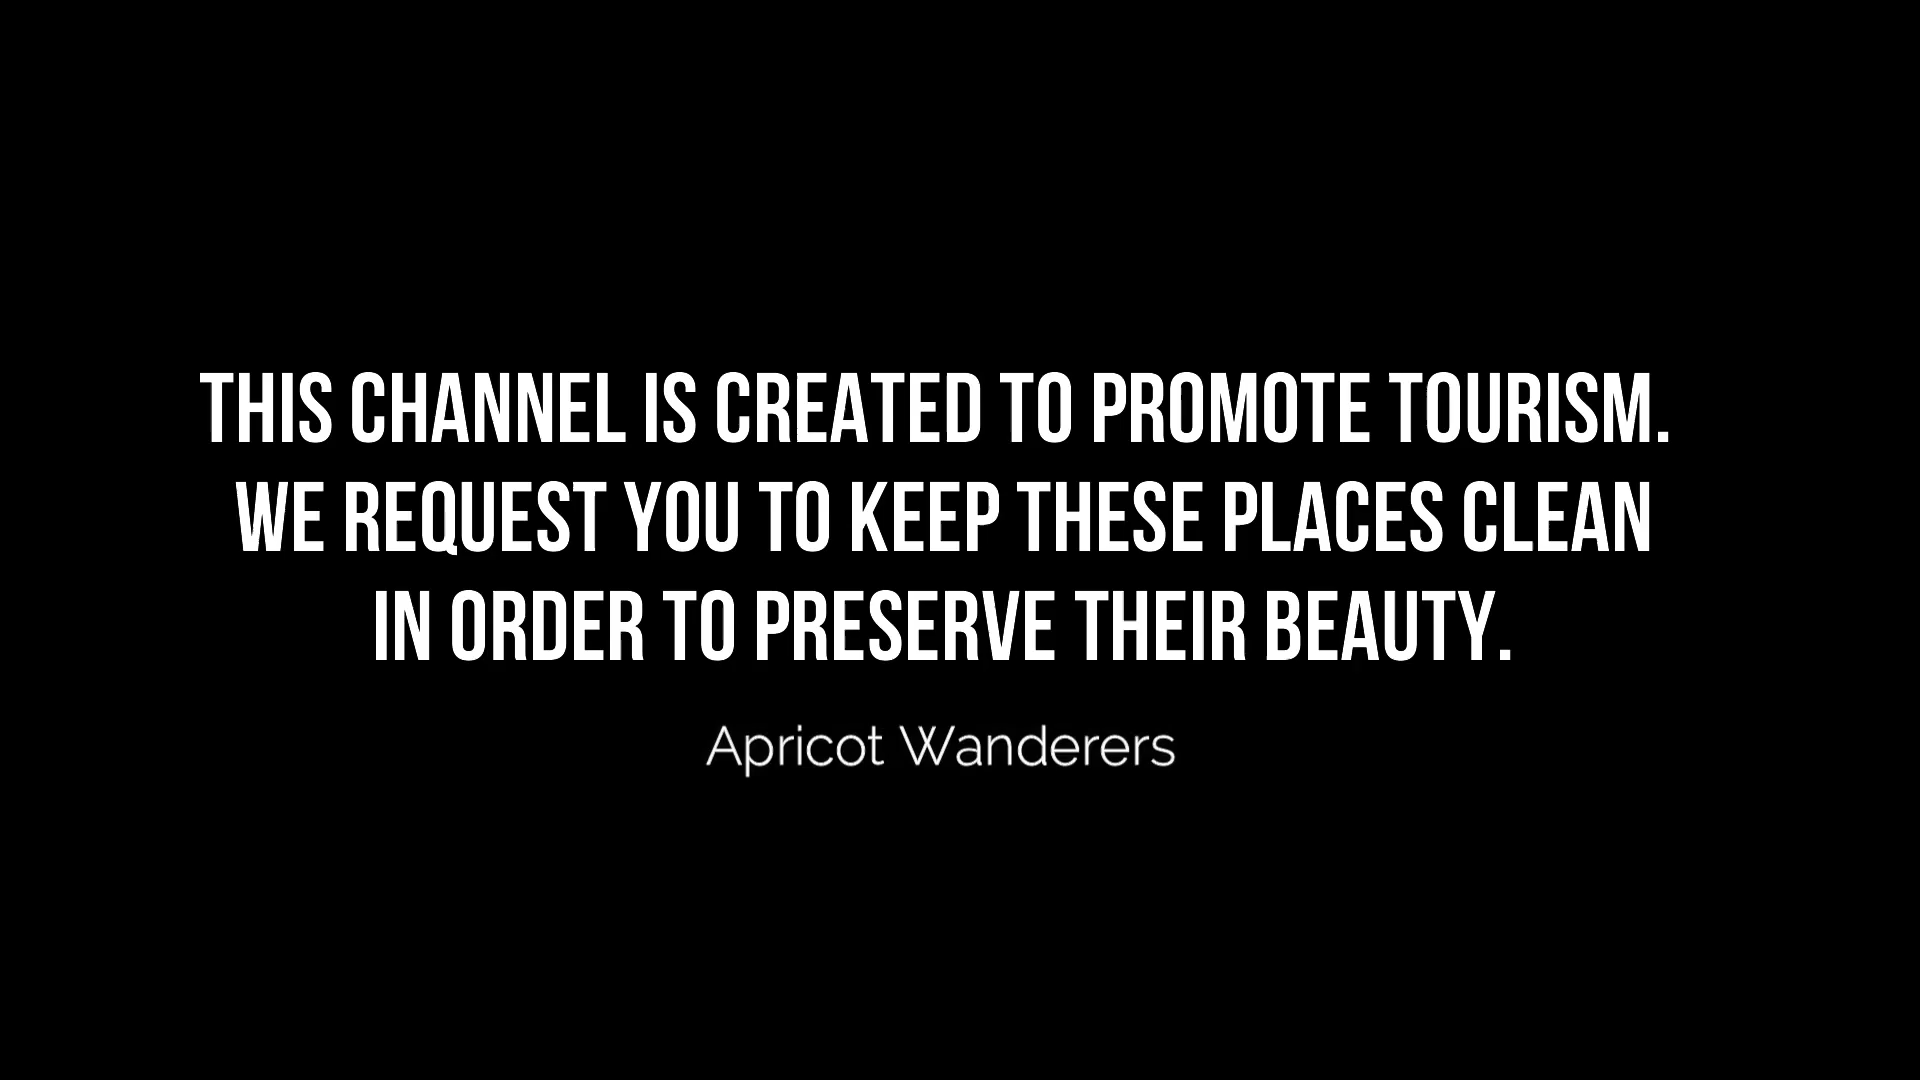 THIS CHANNEL IS CREATED TO PROMOTE TOURISM.
WE REQUEST YOU TO KEEP THESE PLACES CLEAN
IN ORDER TO PRESERVE THEIR BEAUTY.
Apricot Wanderers